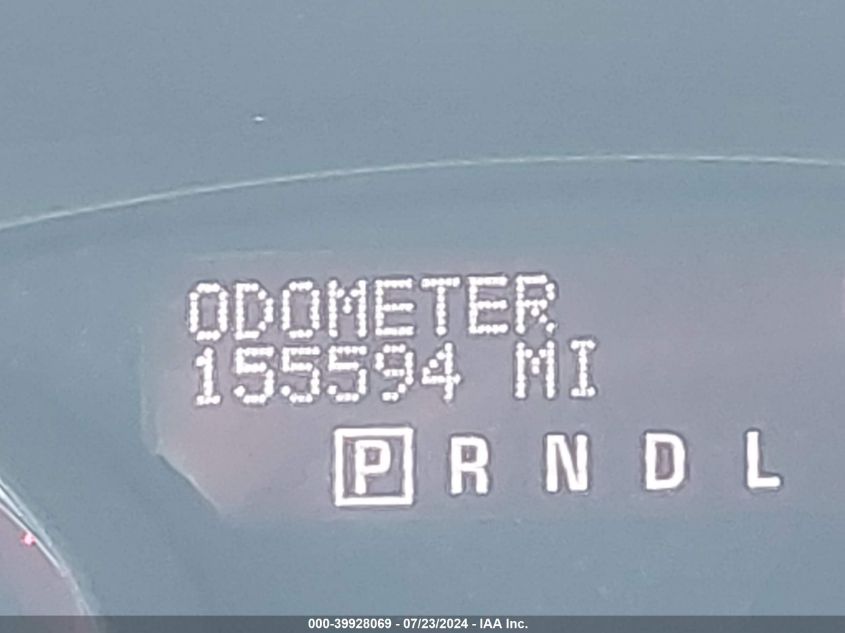 ODOMETER
155594 MI
P R N D L
000-39928069 - 07/23/2024 - IAA Inc.